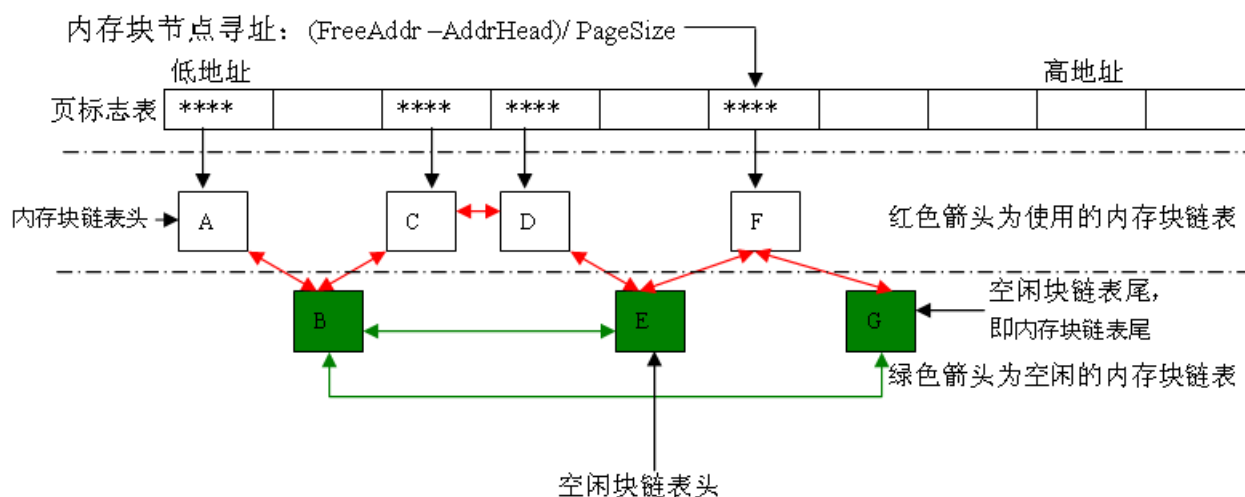 内存块节点寻址：(FreeAddr –AddrHead)/ PageSize
低地址 高地址
页标志表 **** **** **** ****
内存块链表头 A C D F 红色箭头为使用的内存块链表
B E G 空闲块链表尾，
即内存块链表尾
绿色箭头为空闲的内存块链表
空闲块链表头